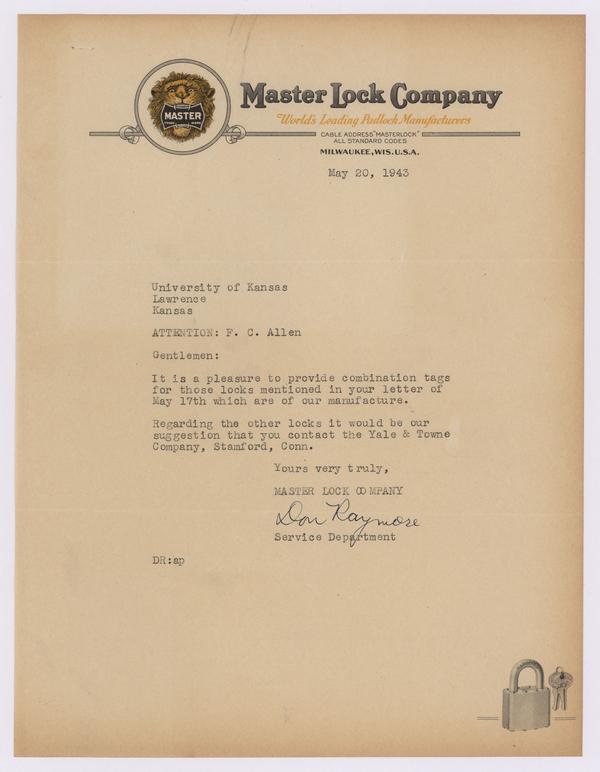 MASTER
Master Lock Company
World's Leading Padlock Manufacturers
CABLE ADDRESS "MASTERLOCK"
ALL STANDARD CODES
MILWAUKEE, WIS. U.S.A.
May 20, 1943
University of Kansas
Lawrence
Kansas
ATTENTION: F. C. Allen
Gentlemen:
It is a pleasure to provide combination tags
for those locks mentioned in your letter of
May 17th which are of our manufacture.
Regarding the other locks it would be our
suggestion that you contact the Yale & Towne
Company, Stamford, Conn.
Yours very truly,
MASTER LOCK COMPANY
Don Raymore
Service Department
DR:ap